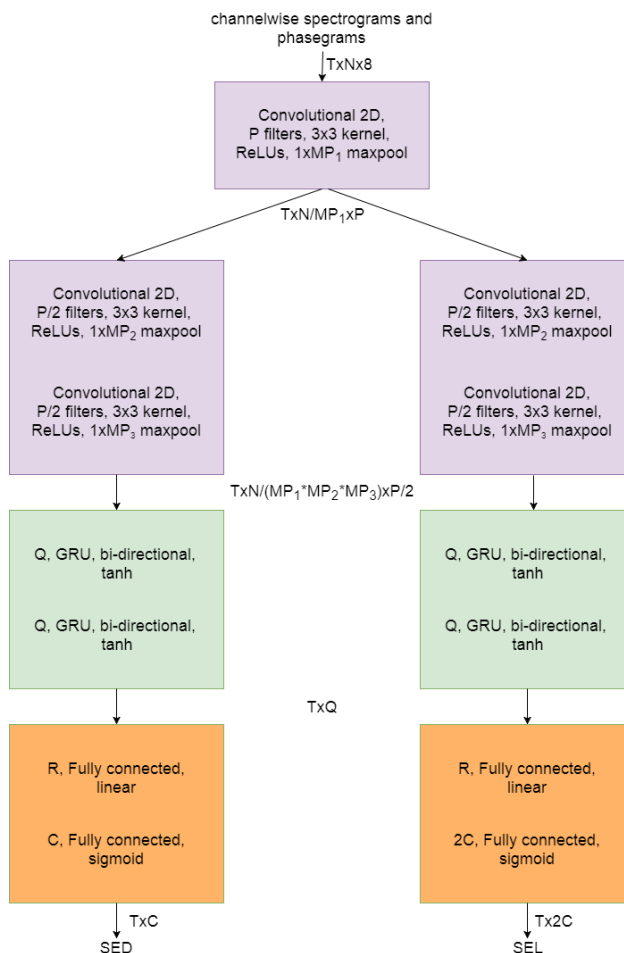 channelwise spectrograms and
phasegrams
TxNx8
Convolutional 2D,
P filters, 3x3 kernel,
ReLUs, 1xMP₁ maxpool
TxN/MP₁xP
Convolutional 2D,
P/2 filters, 3x3 kernel,
ReLUs, 1xMP₂ maxpool
Convolutional 2D,
P/2 filters, 3x3 kernel,
ReLUs, 1xMP₃ maxpool
Convolutional 2D,
P/2 filters, 3x3 kernel,
ReLUs, 1xMP₂ maxpool
Convolutional 2D,
P/2 filters, 3x3 kernel,
ReLUs, 1xMP₃ maxpool
TxN/(MP₁*MP₂*MP₃)xP/2
Q, GRU, bi-directional,
tanh
Q, GRU, bi-directional,
tanh
Q, GRU, bi-directional,
tanh
Q, GRU, bi-directional,
tanh
TxQ
R, Fully connected,
linear
C, Fully connected,
sigmoid
R, Fully connected,
linear
2C, Fully connected,
sigmoid
TxC
SED
Tx2C
SEL